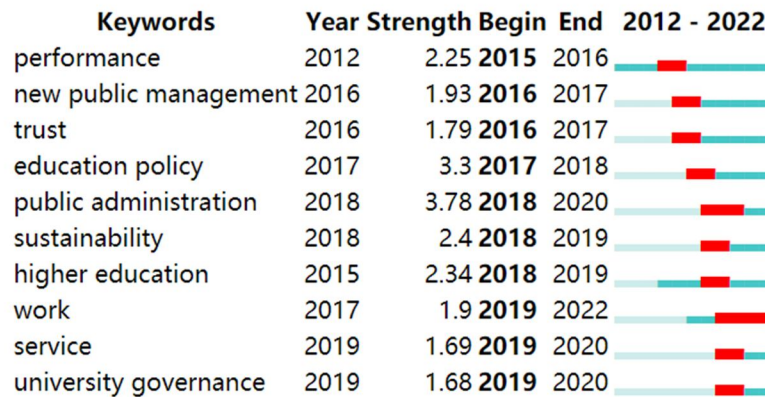 Keywords Year Strength Begin End 2012 - 2022
performance 2012 2.25 2015 2016
new public management 2016 1.93 2016 2017
trust 2016 1.79 2016 2017
education policy 2017 3.3 2017 2018
public administration 2018 3.78 2018 2020
sustainability 2018 2.4 2018 2019
higher education 2015 2.34 2018 2019
work 2017 1.9 2019 2022
service 2019 1.69 2019 2020
university governance 2019 1.68 2019 2020